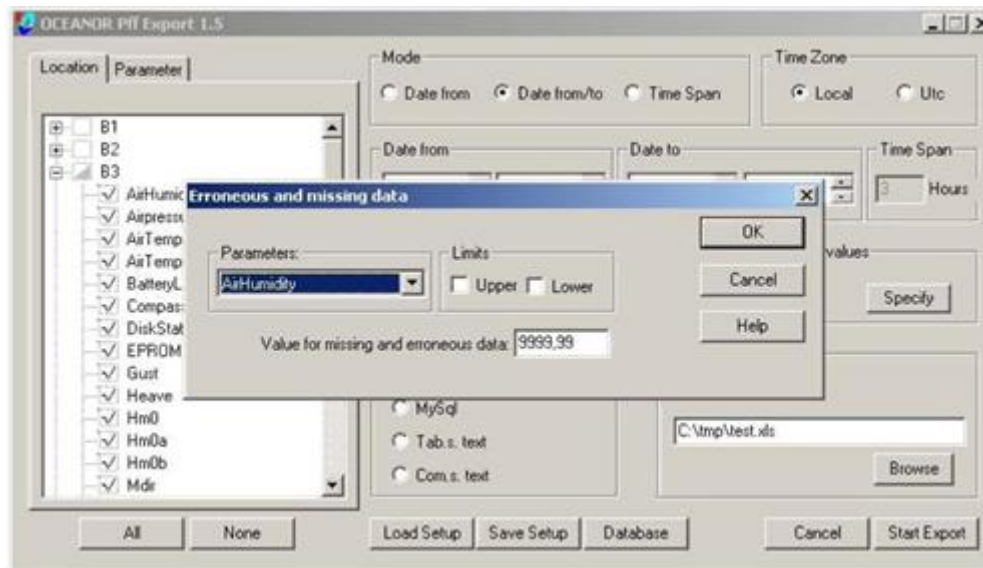 OCEANOR Pff Export 1.5
Location Parameter
Mode
Date from Date from/to Time Span
Time Zone
Local Utc
B1
B2
B3
Date from
Date to
Time Span
3 Hours
AirHumid
Airpressu
AirTemp
AirTemp
BatteryL
Compass
DiskStat
EPROM
Gust
Heave
Hm0
Hm0a
Hm0b
Mdir
Erroneous and missing data
Parameters:
AirHumidity
Limits
Upper Lower
OK
Cancel
Help
Value for missing and erroneous data: 9999,99
values
Specify
MySql
Tab.s. text
Com.s. text
C:\tmp\test.xls
Browse
All None Load Setup Save Setup Database Cancel Start Export